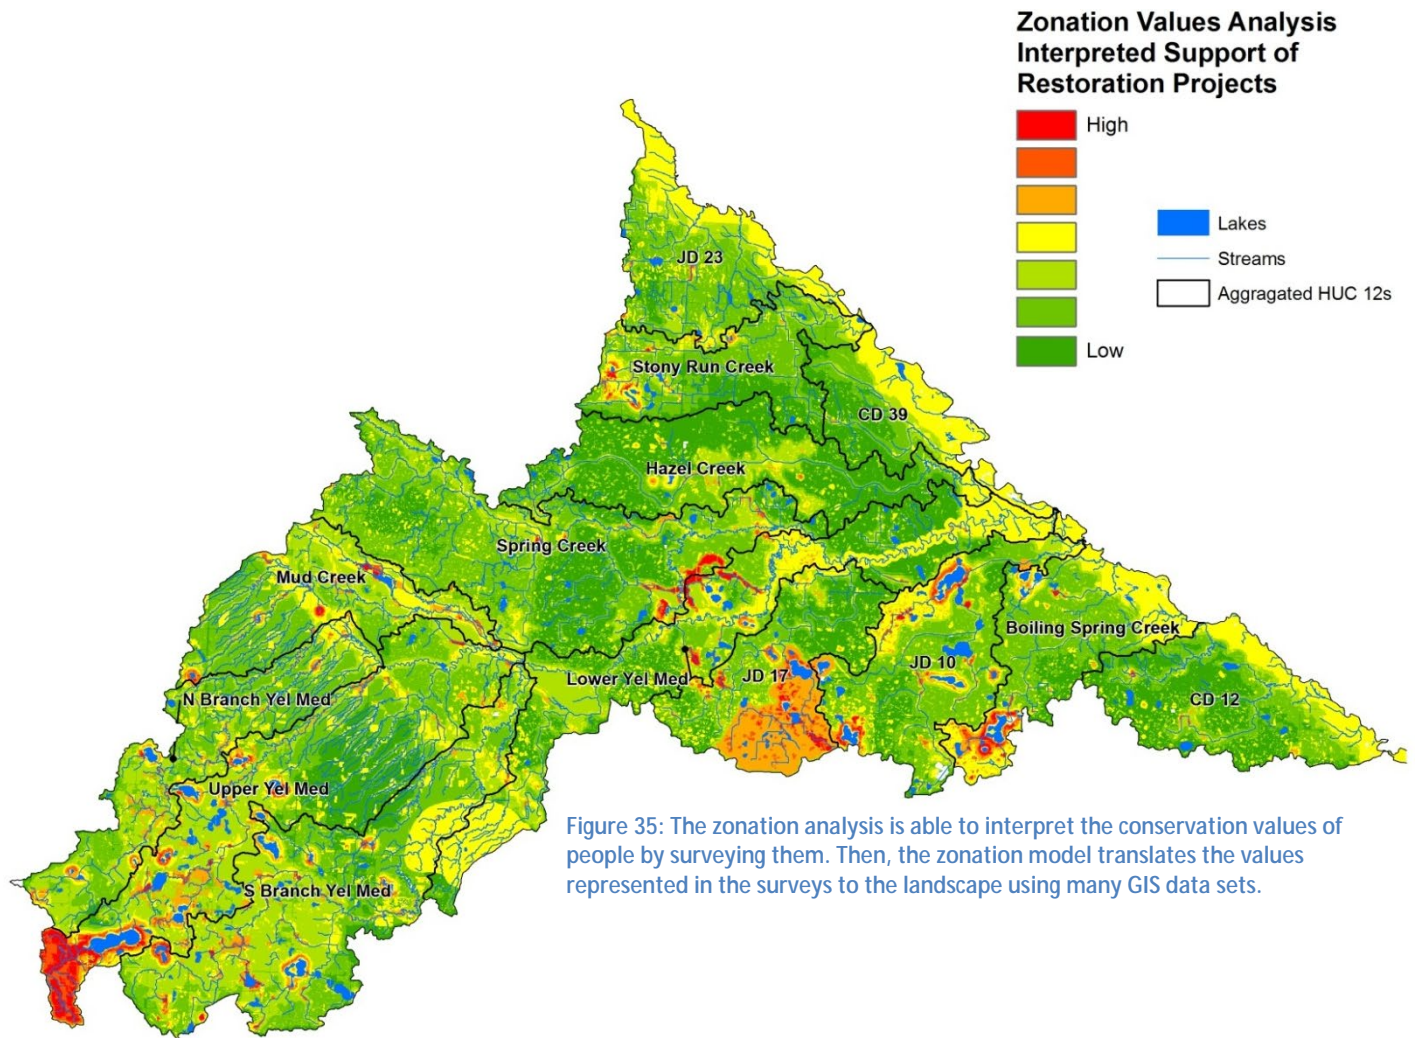 Zonation Values Analysis
Interpreted Support of
Restoration Projects
High
Low
Lakes
Streams
Aggragated HUC 12s
JD 23
Stony Run Creek
CD 39
Hazel Creek
Spring Creek
Mud Creek
Boiling Spring Creek
JD 10
JD 17
Lower Yel Med
N Branch Yel Med
CD 12
Upper Yel Med
S Branch Yel Med
Figure 35: The zonation analysis is able to interpret the conservation values of
people by surveying them. Then, the zonation model translates the values
represented in the surveys to the landscape using many GIS data sets.